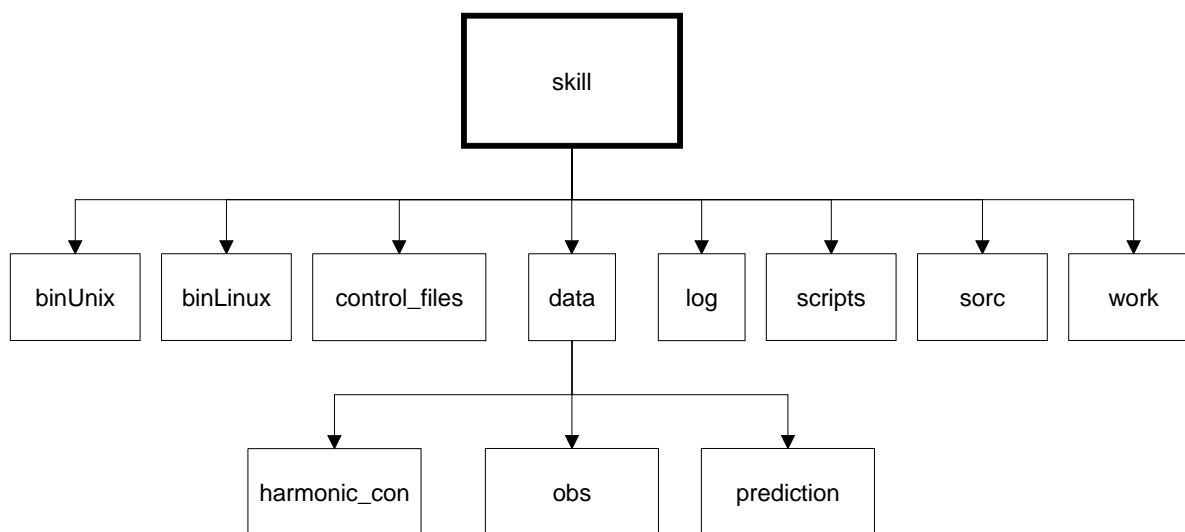 skill
binUnix
binLinux
control_files
data
log
scripts
sorc
work
harmonic_con
obs
prediction